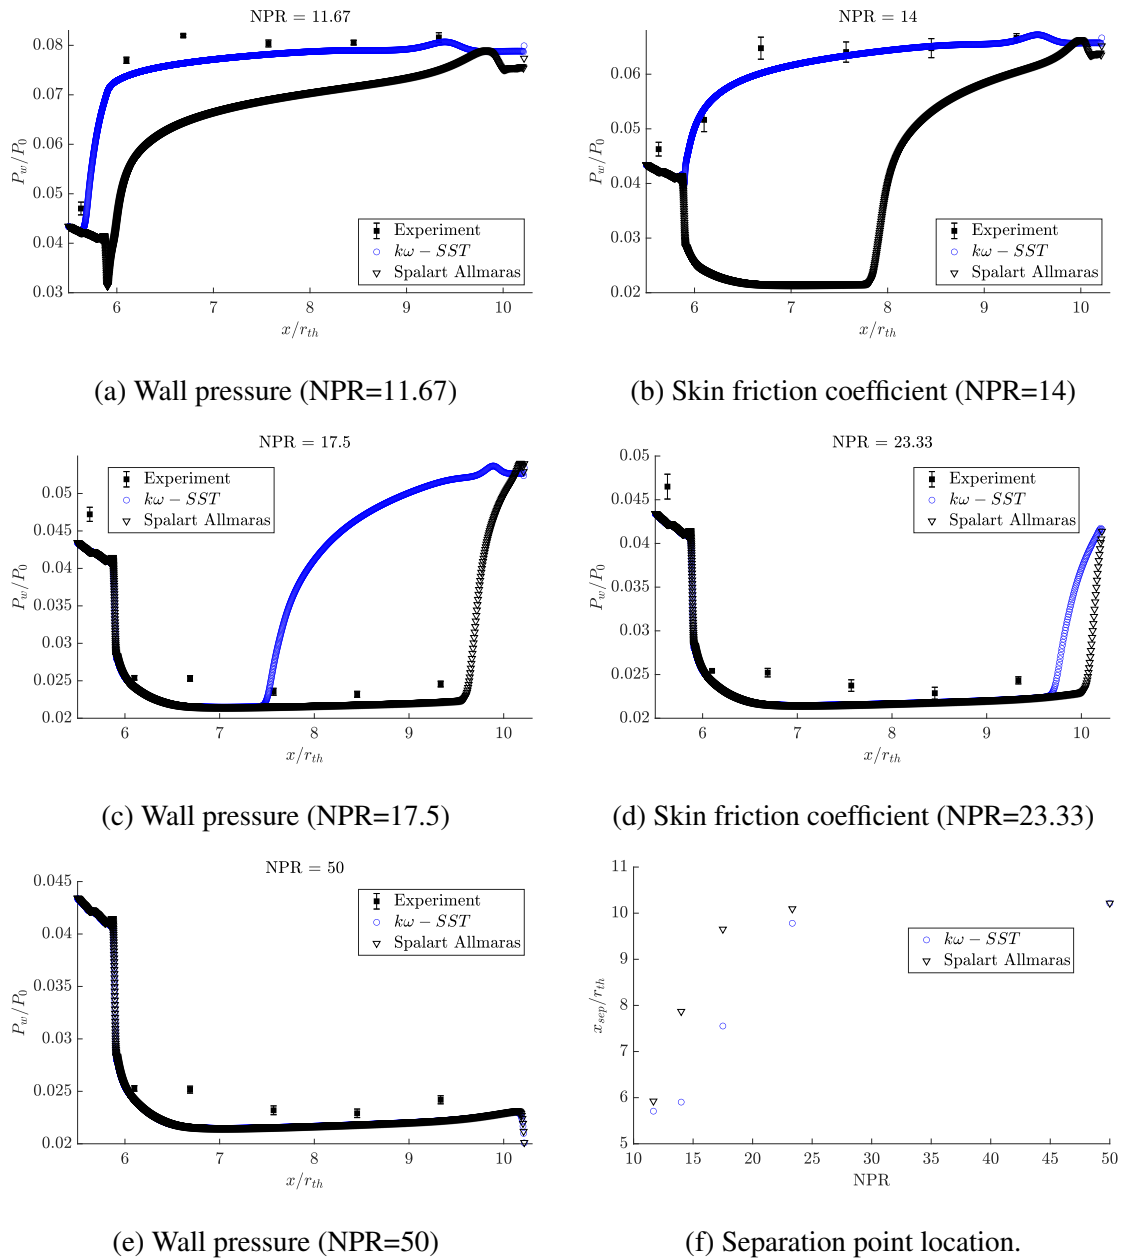 NPR = 11.67
0.08
0.07
0.06
0.05
0.04
0.03
P_w/P_0
6 7 8 9 10
x/r_th
Experiment
kω − SST
Spalart Allmaras
(a) Wall pressure (NPR=11.67)
NPR = 14
0.06
0.05
0.04
0.03
0.02
P_w/P_0
6 7 8 9 10
x/r_th
Experiment
kω − SST
Spalart Allmaras
(b) Skin friction coefficient (NPR=14)
NPR = 17.5
0.05
0.045
0.04
0.035
0.03
0.025
0.02
P_w/P_0
6 7 8 9 10
x/r_th
Experiment
kω − SST
Spalart Allmaras
(c) Wall pressure (NPR=17.5)
NPR = 23.33
0.05
0.045
0.04
0.035
0.03
0.025
0.02
P_w/P_0
6 7 8 9 10
x/r_th
Experiment
kω − SST
Spalart Allmaras
(d) Skin friction coefficient (NPR=23.33)
NPR = 50
0.045
0.04
0.035
0.03
0.025
0.02
P_w/P_0
6 7 8 9 10
x/r_th
Experiment
kω − SST
Spalart Allmaras
(e) Wall pressure (NPR=50)
11
10
9
8
7
6
5
x_sep/r_th
10 15 20 25 30 35 40 45 50
NPR
kω − SST
Spalart Allmaras
(f) Separation point location.